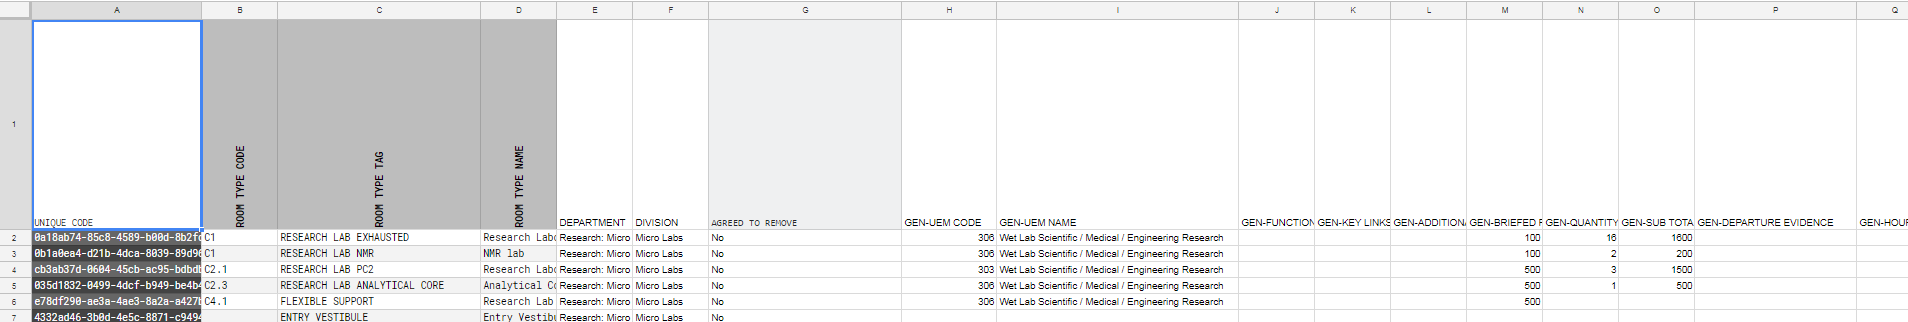 A B C D E F G H I J K L M N O P Q
1 UNIQUE CODE ROOM TYPE CODE ROOM TYPE TAG ROOM TYPE NAME DEPARTMENT DIVISION AGREED TO REMOVE GEN-UEM CODE GEN-UEM NAME GEN-FUNCTION GEN-KEY LINKS GEN-ADDITION GEN-BRIEFED GEN-QUANTITY GEN-SUB TOTA GEN-DEPARTURE EVIDENCE GEN-HOU
2 0a18ab74-85c8-4589-b00d-8b2f C1 RESEARCH LAB EXHAUSTED Research Labo Research: Micro Micro Labs No 306 Wet Lab Scientific / Medical / Engineering Research 100 16 1600
3 0b1a0ea4-d21b-4dca-8039-89d9 C1 RESEARCH LAB NMR NMR lab Research: Micro Micro Labs No 306 Wet Lab Scientific / Medical / Engineering Research 100 2 200
4 cb3ab37d-0604-45cb-ac95-bdbd C2.1 RESEARCH LAB PC2 Research Labo Research: Micro Micro Labs No 303 Wet Lab Scientific / Medical / Engineering Research 500 3 1500
5 035d1832-0499-4dcf-b949-be4b C2.3 RESEARCH LAB ANALYTICAL CORE Analytical Co Research: Micro Micro Labs No 306 Wet Lab Scientific / Medical / Engineering Research 500 1 500
6 e78df290-ae3a-4ae3-8a2a-a427 C4.1 FLEXIBLE SUPPORT Research Lab Research: Micro Micro Labs No 306 Wet Lab Scientific / Medical / Engineering Research 500
7 4332ad46-3b0d-4e5c-8871-c949 ENTRY VESTIBULE Entry Vestibu Research: Micro Micro Labs No